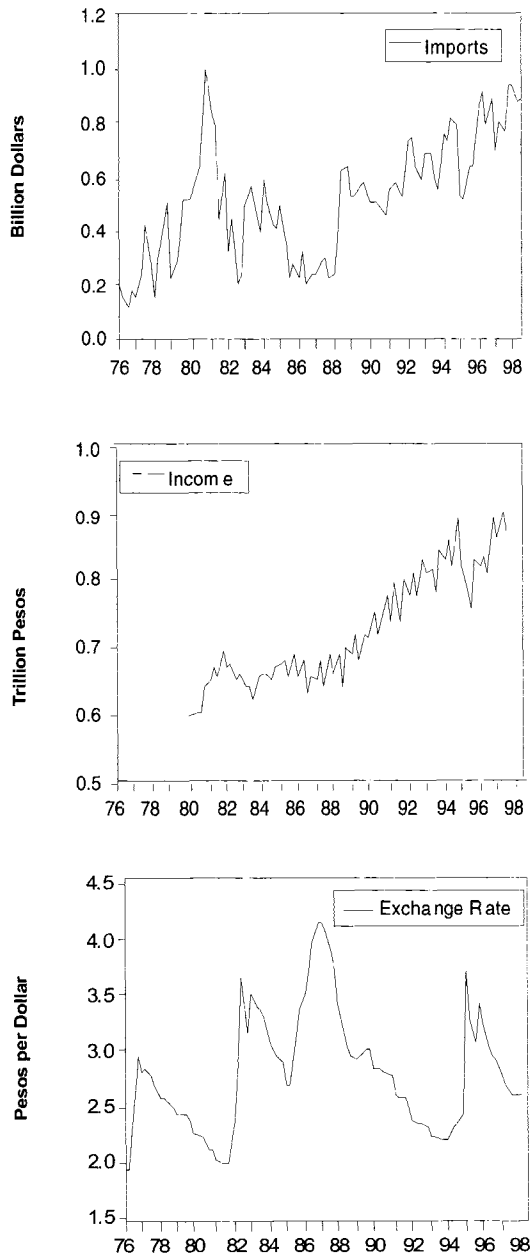 1.2
Imports
1.0
0.8
Billion Dollars
0.6
0.4
0.2
0.0
76 78 80 82 84 86 88 90 92 94 96 98
1.0
Income
0.9
0.8
Trillion Pesos
0.7
0.6
0.5
76 78 80 82 84 86 88 90 92 94 96 98
4.5
Exchange Rate
4.0
3.5
Pesos per Dollar
3.0
2.5
2.0
1.5
76 78 80 82 84 86 88 90 92 94 96 98